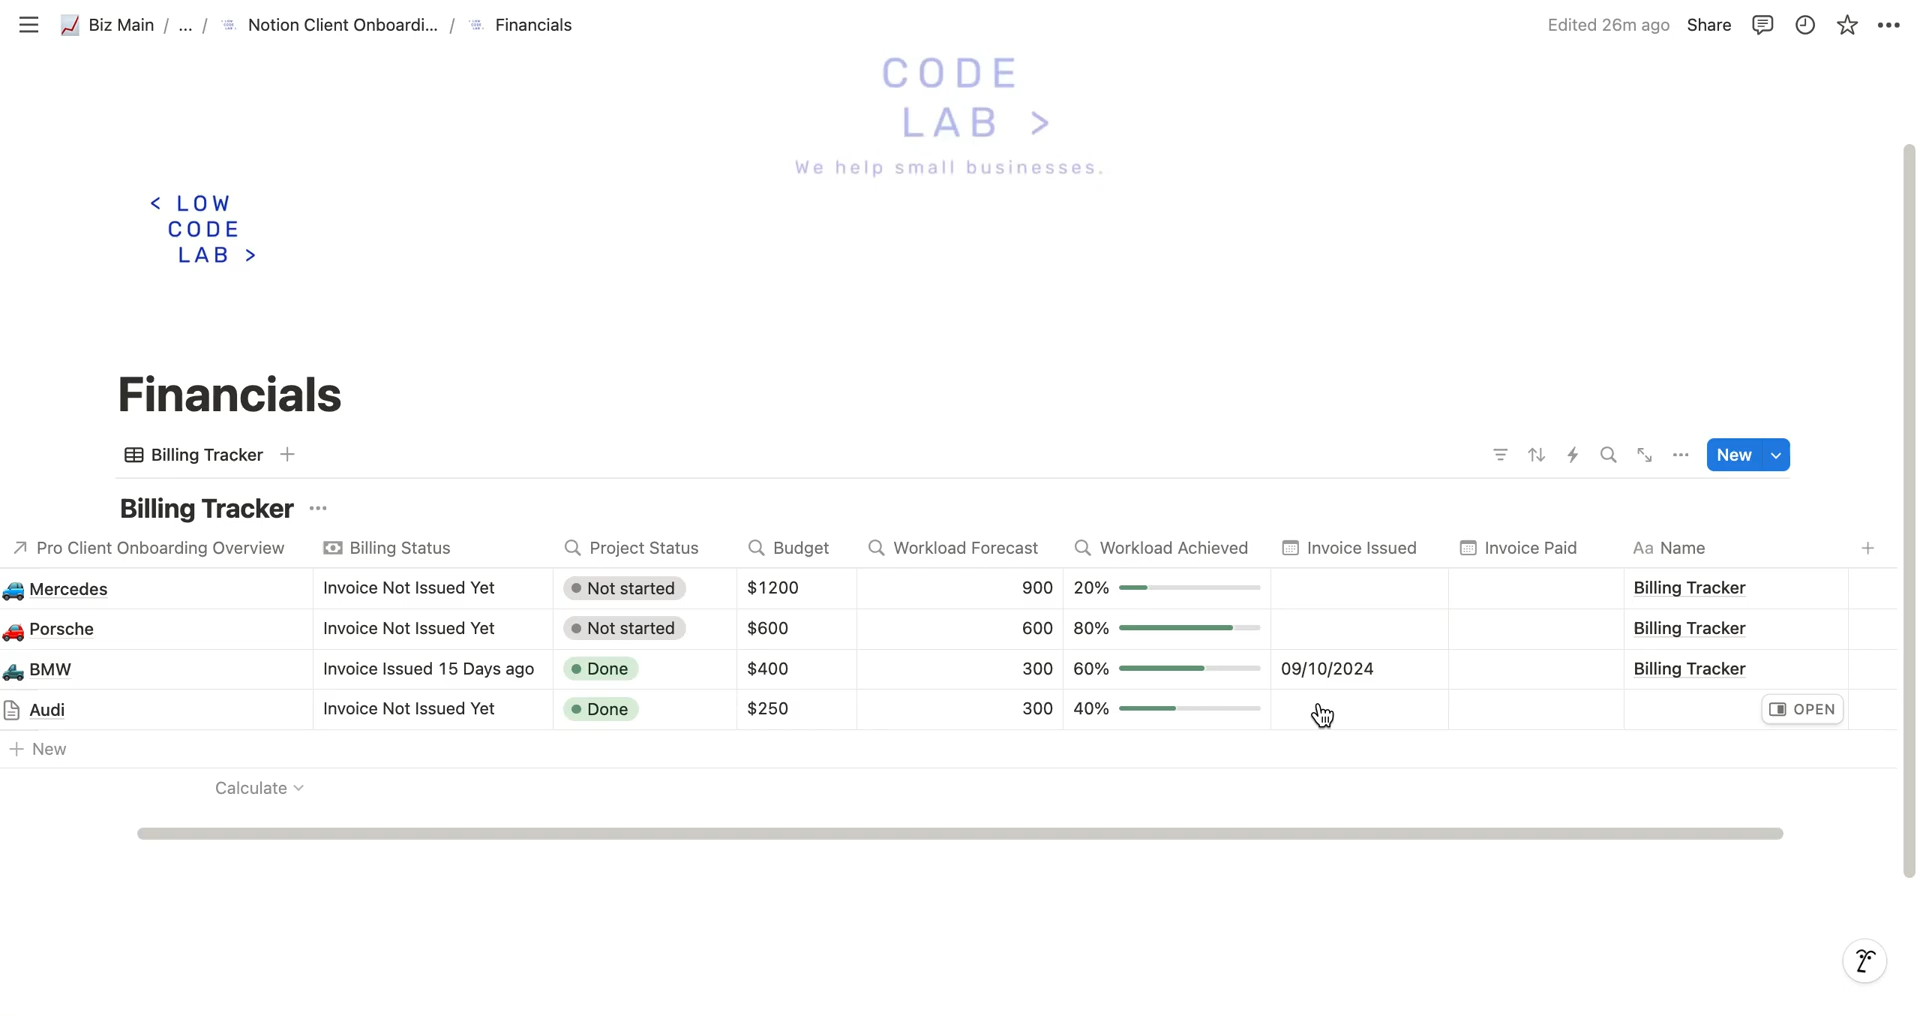 Biz Main / ... / Notion Client Onboardi... / Financials
Edited 26m ago Share
CODE
LAB >
We help small businesses.
< LOW
CODE
LAB >
Financials
Billing Tracker
New
Billing Tracker
Pro Client Onboarding Overview Billing Status Project Status Budget Workload Forecast Workload Achieved Invoice Issued Invoice Paid Aa Name
Mercedes Invoice Not Issued Yet Not started $1200 900 20% Billing Tracker
Porsche Invoice Not Issued Yet Not started $600 600 80% Billing Tracker
BMW Invoice Issued 15 Days ago Done $400 300 60% 09/10/2024 Billing Tracker
Audi Invoice Not Issued Yet Done $250 300 40% OPEN
+ New
Calculate